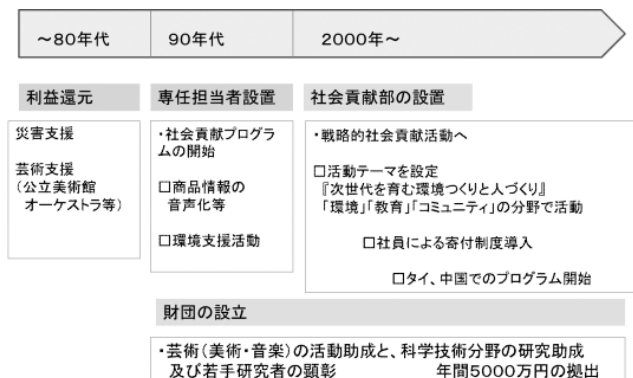 ～80年代
90年代
2000年～
利益還元
専任担当者設置
社会貢献部の設置
災害支援
芸術支援
(公立美術館
オーケストラ等)
・社会貢献プログラ
ムの開始
□商品情報の
音声化等
□環境支援活動
・戦略的社会貢献活動へ
□活動テーマを設定
『次世代を育む環境つくりと人づくり』
「環境」「教育」「コミュニティ」の分野で活動
□社員による寄付制度導入
□タイ、中国でのプログラム開始
財団の設立
・芸術(美術・音楽)の活動助成と、科学技術分野の研究助成
及び若手研究者の顕彰 年間5000万円の拠出